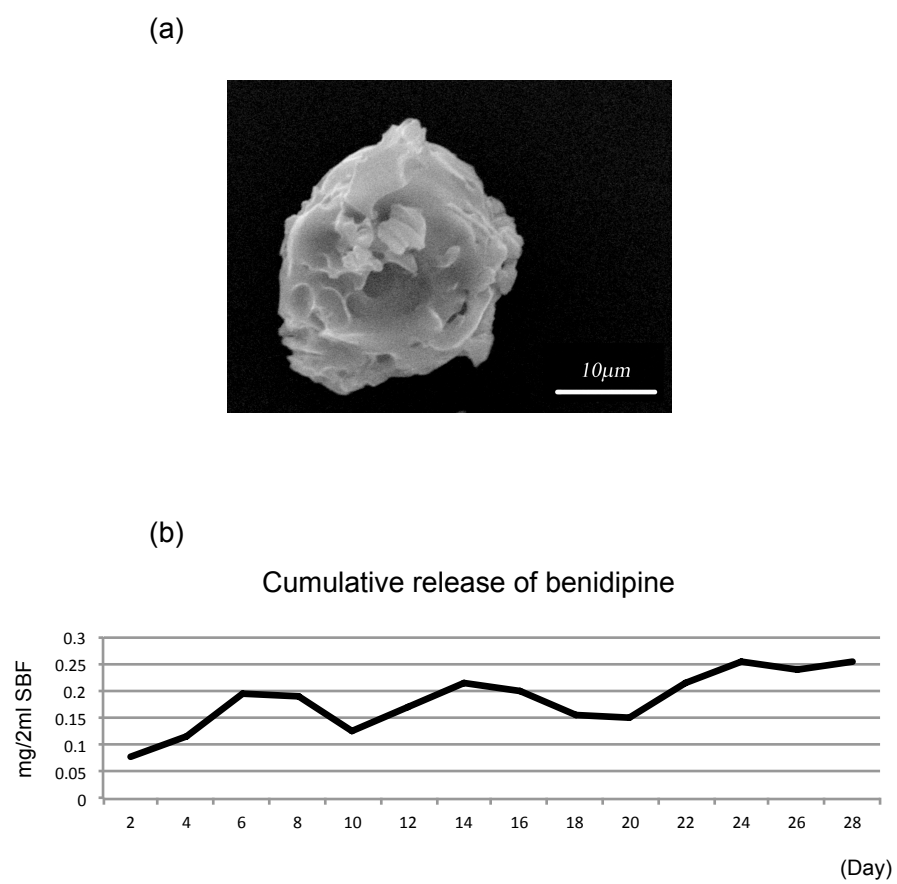 (a)
10μm
(b)
Cumulative release of benidipine
mg/2ml SBF
0.3
0.25
0.2
0.15
0.1
0.05
0
2 4 6 8 10 12 14 16 18 20 22 24 26 28
(Day)